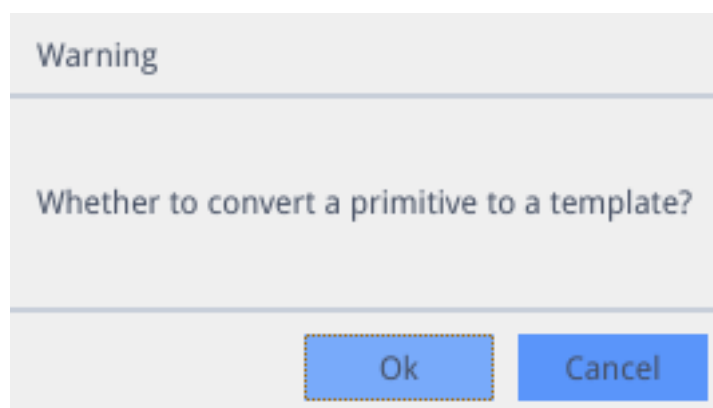 Warning
Whether to convert a primitive to a template?
Ok
Cancel